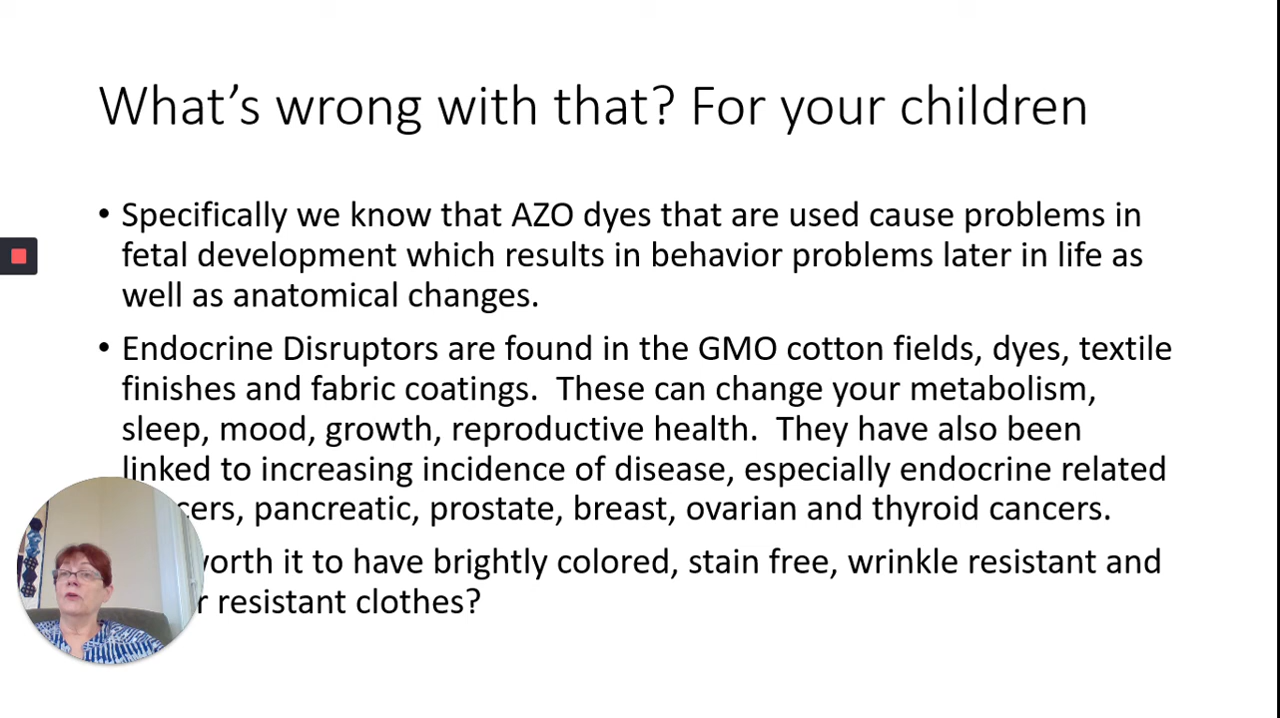 What's wrong with that? For your children
• Specifically we know that AZO dyes that are used cause problems in
fetal development which results in behavior problems later in life as
well as anatomical changes.
• Endocrine Disruptors are found in the GMO cotton fields, dyes, textile
finishes and fabric coatings.  These can change your metabolism,
sleep, mood, growth, reproductive health.  They have also been
linked to increasing incidence of disease, especially endocrine related
pancreatic, prostate, breast, ovarian and thyroid cancers.
worth it to have brightly colored, stain free, wrinkle resistant and
resistant clothes?